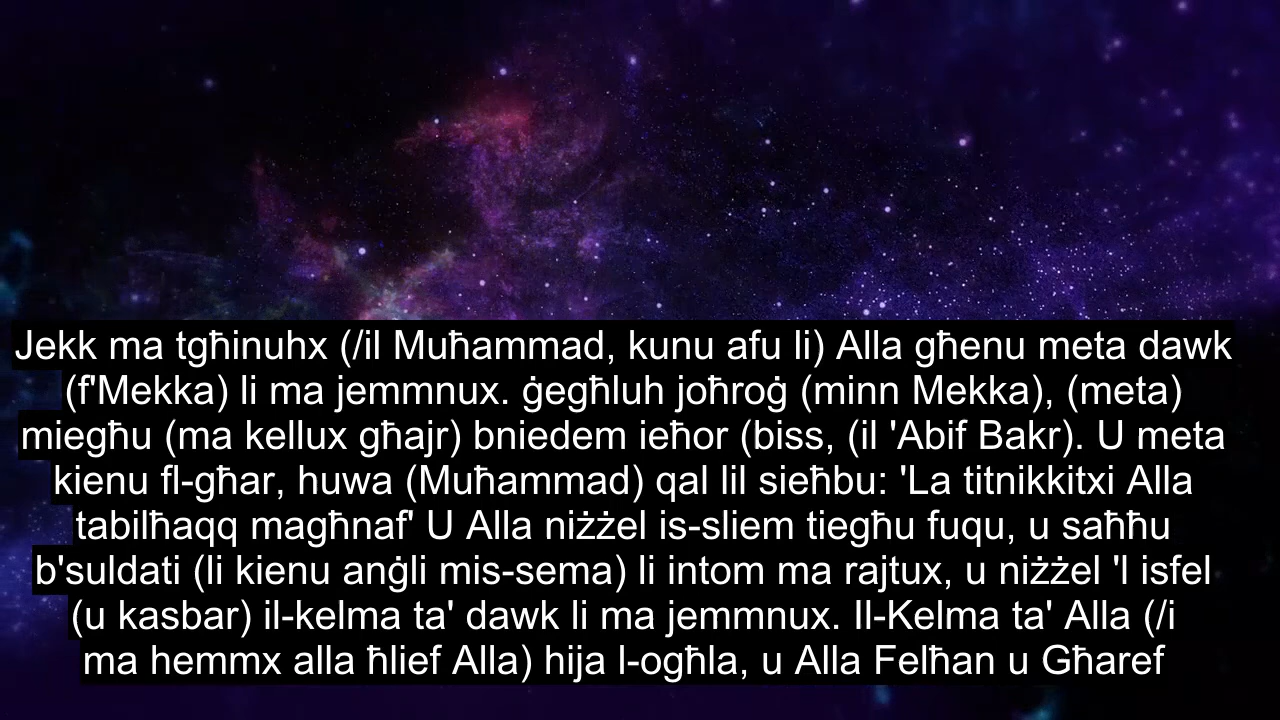 Jekk ma tgħinuhx (/il Muħammad, kunu afu li) Alla għenu meta dawk
(f'Mekka) li ma jemmnux. ġegħluh joħroġ (minn Mekka), (meta)
miegħu (ma kellux għajr) bniedem ieħor (biss, (il 'Abif Bakr). U meta
kienu fl-għar, huwa (Muħammad) qal lil sieħbu: 'La titnikkitxi Alla
tabilħaqq magħnaf' U Alla niżżel is-sliem tiegħu fuqu, u saħħu
b'suldati (li kienu anġli mis-sema) li intom ma rajtux, u niżżel 'l isfel
(u kasbar) il-kelma ta' dawk li ma jemmnux. Il-Kelma ta' Alla (/i
ma hemmx alla ħlief Alla) hija l-ogħla, u Alla Felħan u Għaref